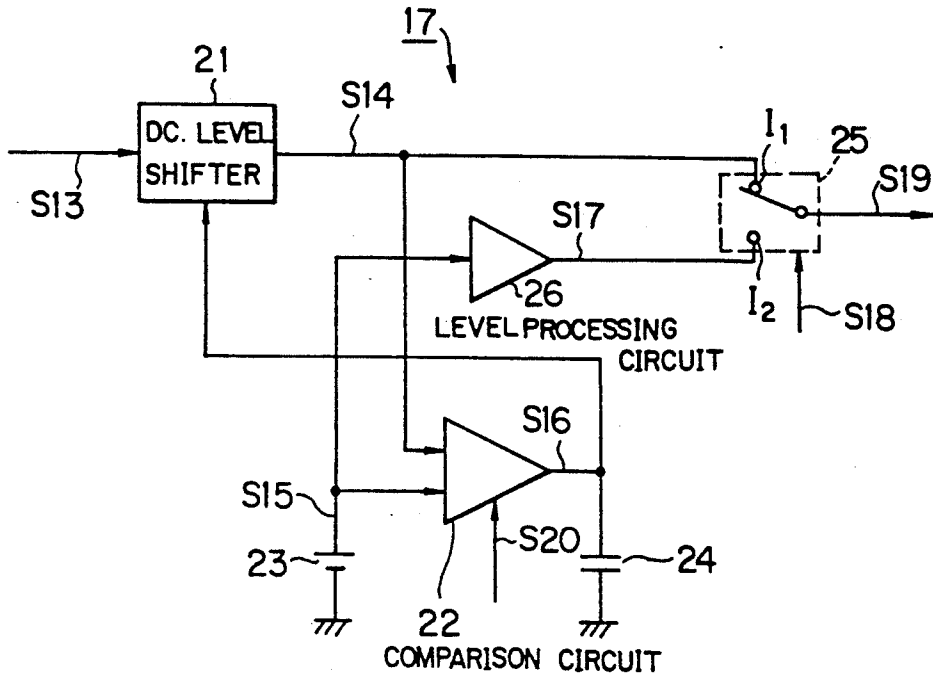 17
21
S14
DC. LEVEL
SHIFTER
S13
I1
25
S19
S17
26
I2
S18
LEVEL PROCESSING
CIRCUIT
S16
S15
S20
23
24
22
COMPARISON CIRCUIT